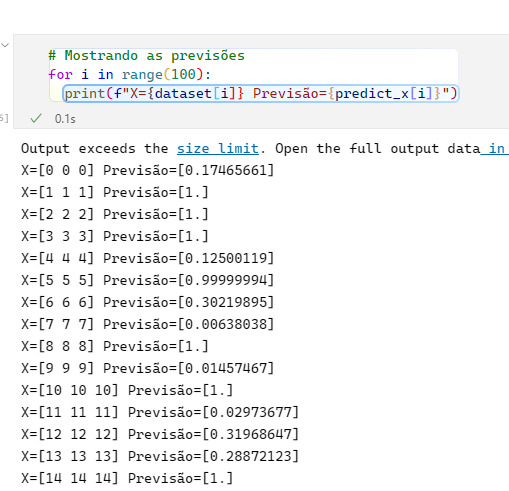 # Mostrando as previsões
for i in range(100):
print(f"X={dataset[i]} Previsão={predict_x[i]}")
0.1s
Output exceeds the size limit. Open the full output data in
X=[0 0 0] Previsão=[0.17465661]
X=[1 1 1] Previsão=[1.]
X=[2 2 2] Previsão=[1.]
X=[3 3 3] Previsão=[1.]
X=[4 4 4] Previsão=[0.12500119]
X=[5 5 5] Previsão=[0.99999994]
X=[6 6 6] Previsão=[0.30219895]
X=[7 7 7] Previsão=[0.00638038]
X=[8 8 8] Previsão=[1.]
X=[9 9 9] Previsão=[0.01457467]
X=[10 10 10] Previsão=[1.]
X=[11 11 11] Previsão=[0.02973677]
X=[12 12 12] Previsão=[0.31968647]
X=[13 13 13] Previsão=[0.28872123]
X=[14 14 14] Previsão=[1.]